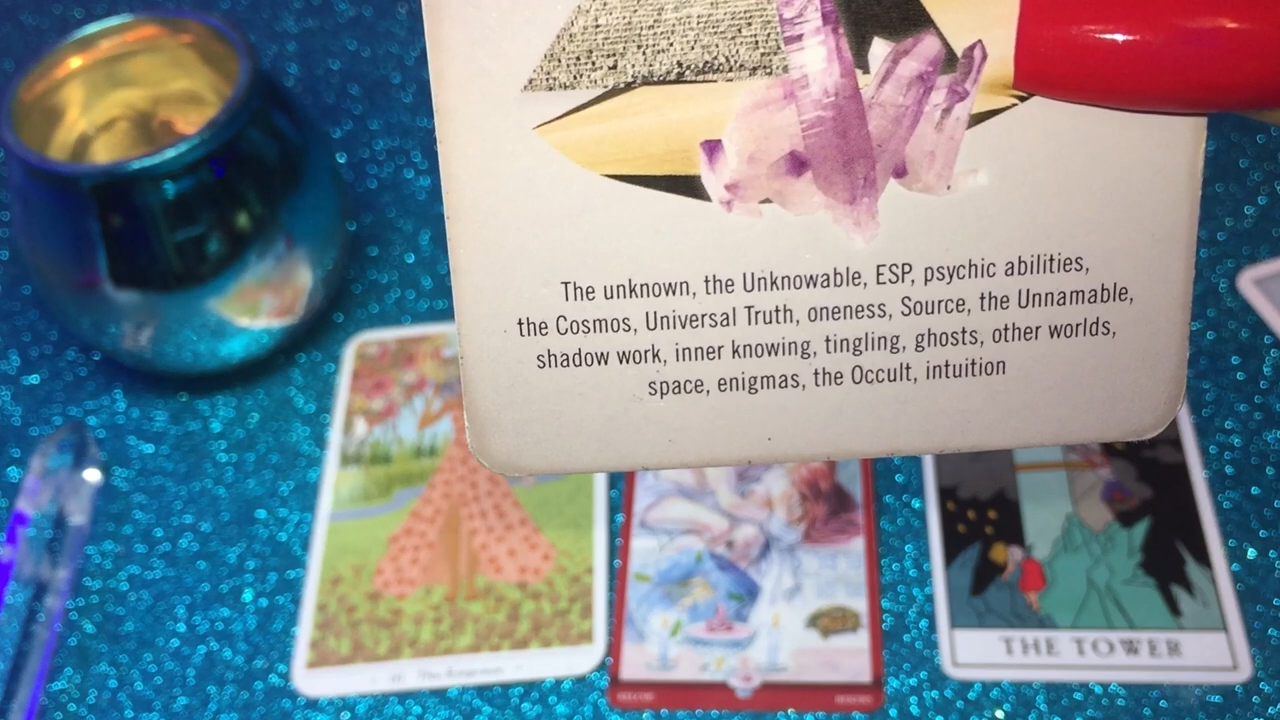 The unknown, the Unknowable, ESP, psychic abilities,
the Cosmos, Universal Truth, oneness, Source, the Unnamable,
shadow work, inner knowing, tingling, ghosts, other worlds,
space, enigmas, the Occult, intuition
THE TOWER